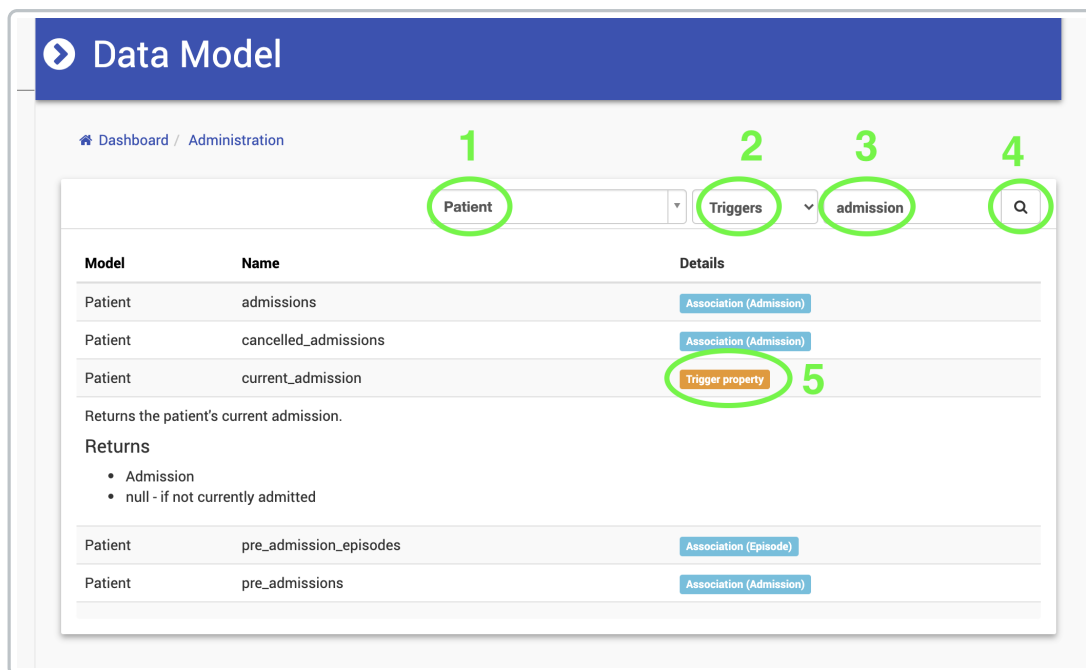 Data Model
Dashboard / Administration
1 2 3 4
Patient Triggers admission
Model Name Details
Patient admissions Association (Admission)
Patient cancelled_admissions Association (Admission)
Patient current_admission Trigger property 5
Returns the patient's current admission.
Returns
• Admission
• null - if not currently admitted
Patient pre_admission_episodes Association (Episode)
Patient pre_admissions Association (Admission)